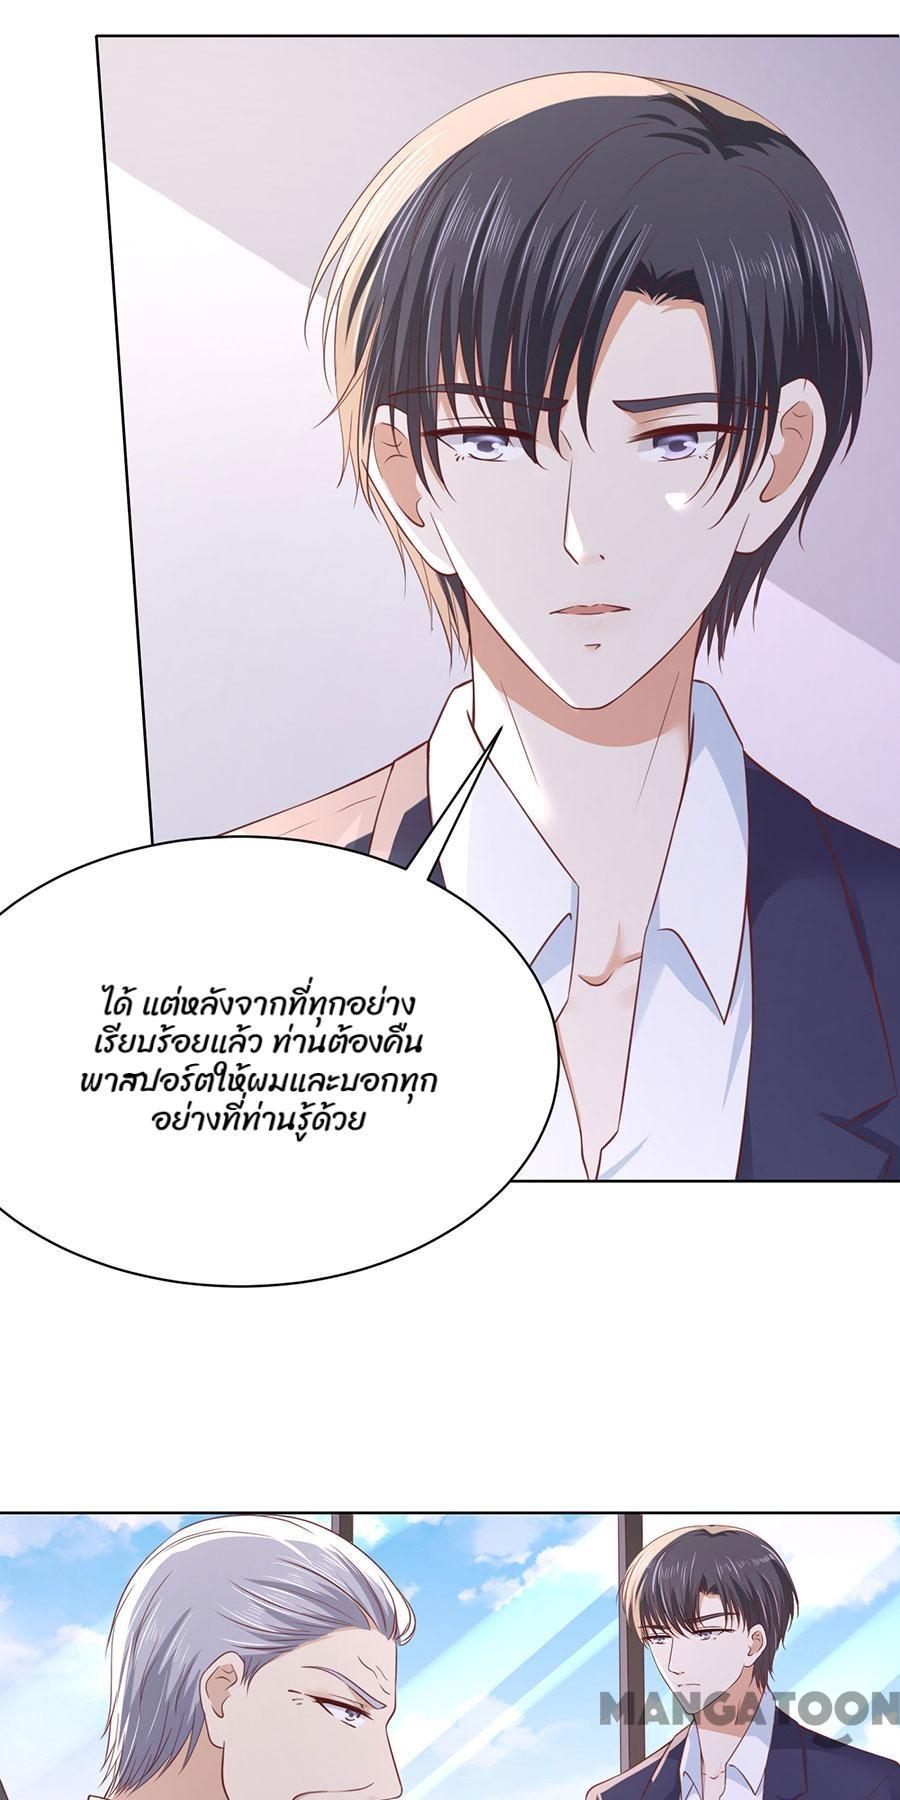 ได้ แต่หลังจากที่ทุกอย่าง
เรียบร้อยแล้ว ท่านต้องคืน
พาสปอร์ตให้ผมและบอกทุก
อย่างที่ท่านรู้ด้วย
MANGATOON